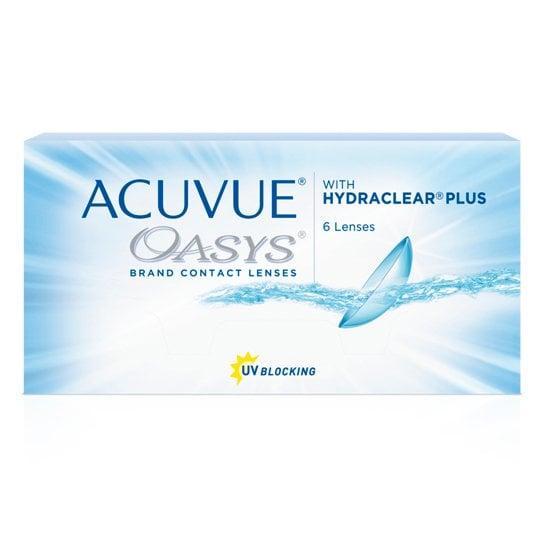 ACUVUE®
OASYS®
BRAND CONTACT LENSES
WITH
HYDRACLEAR® PLUS
6 Lenses
UV BLOCKING